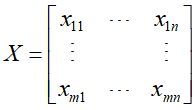 X = [ x11 ⋯ x1n
⋮ ⋮
xm1 ⋯ xmn ]